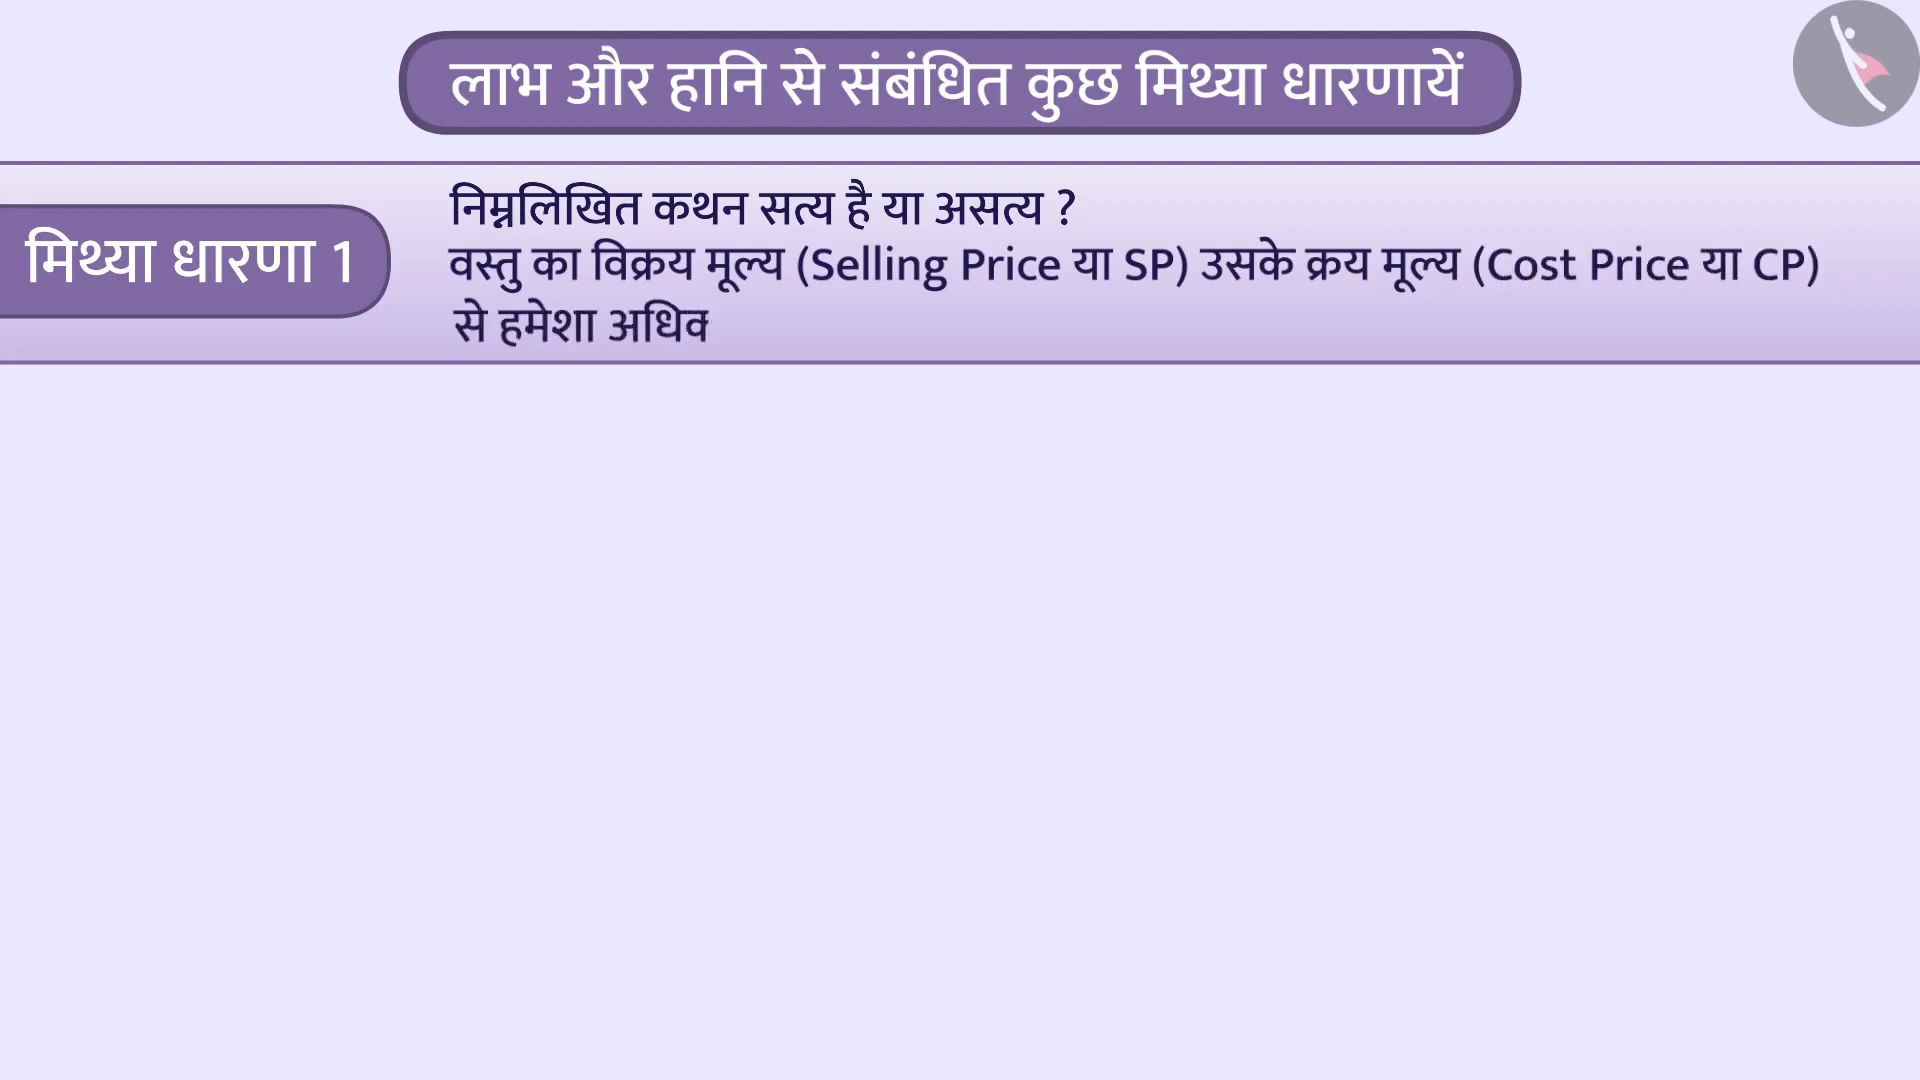 लाभ और हानि से संबंधित कुछ मिथ्या धारणायें
मिथ्या धारणा 1
निम्नलिखित कथन सत्य है या असत्य ?
वस्तु का विक्रय मूल्य (Selling Price या SP) उसके क्रय मूल्य (Cost Price या CP)
से हमेशा